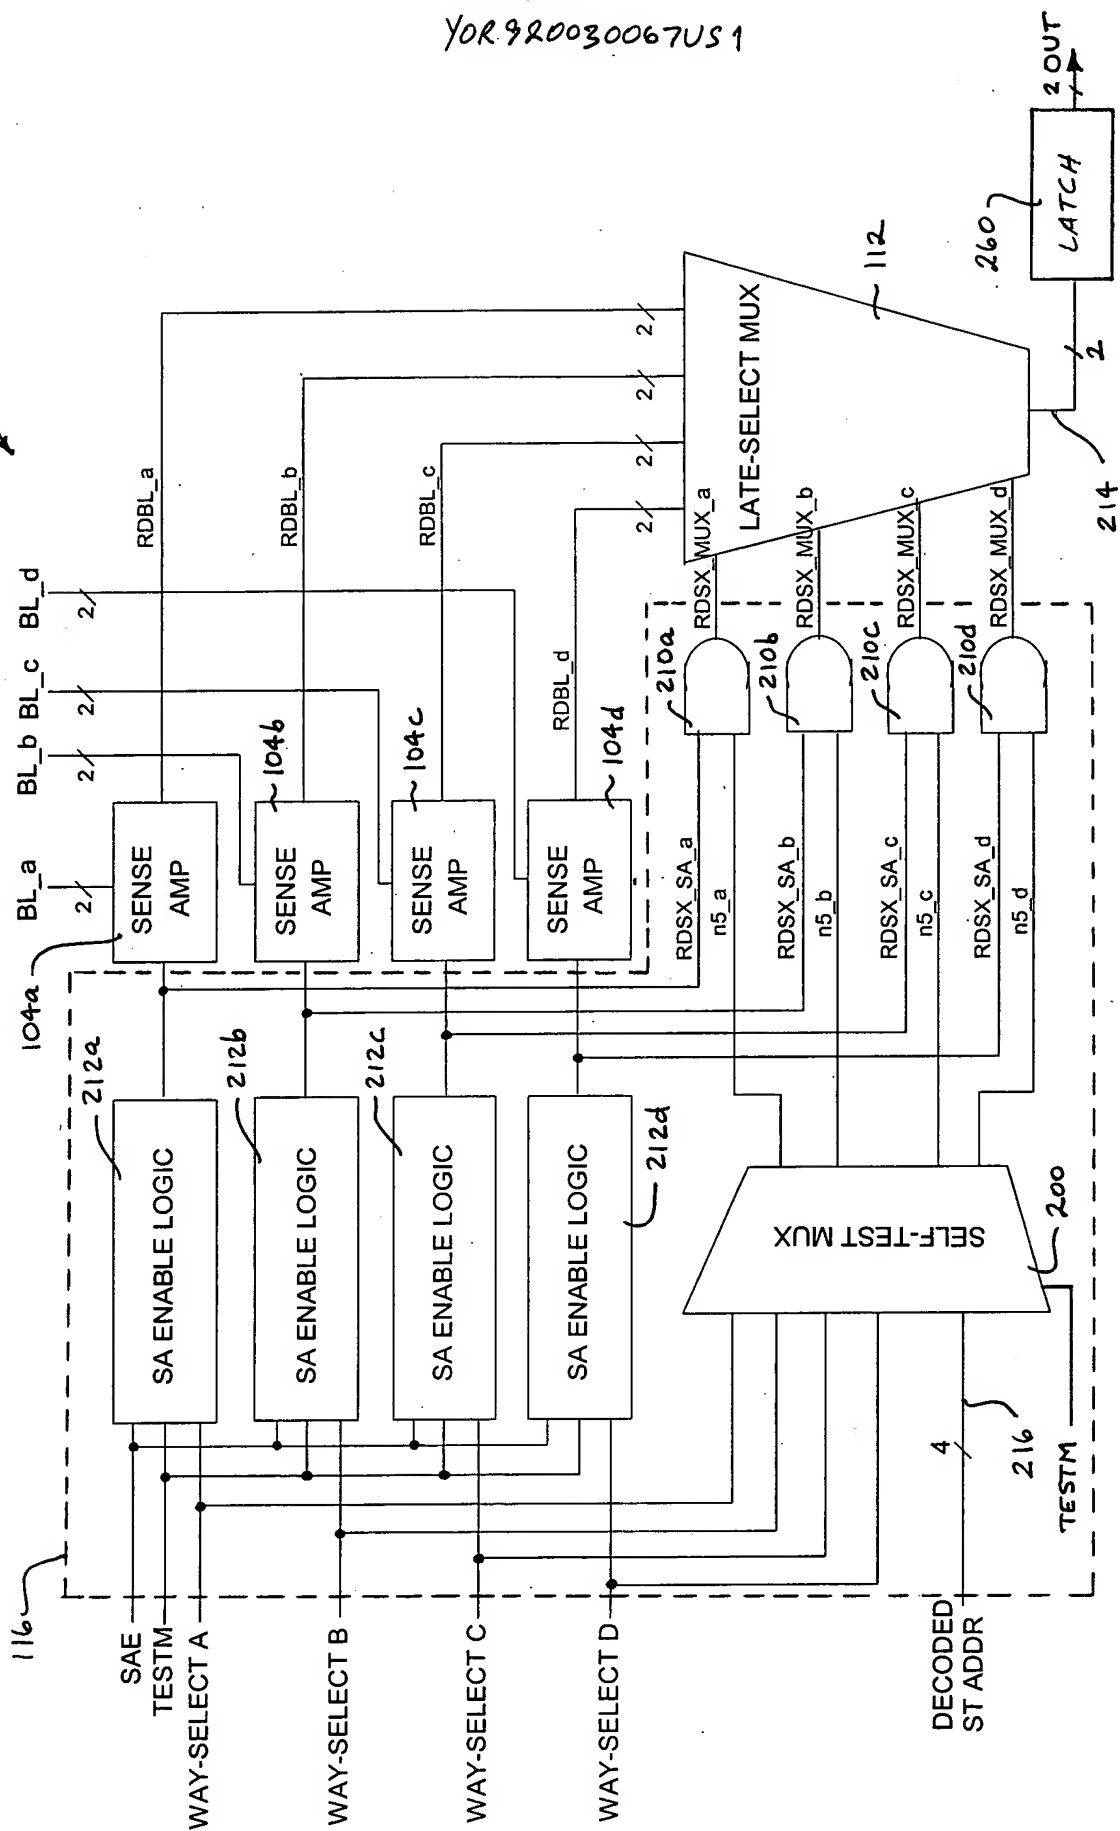 YOR920030067US1
BL_a
BL_b
BL_c
BL_d
2
2
2
2
104a
SENSE AMP
104b
SENSE AMP
104c
SENSE AMP
104d
SENSE AMP
RDBL_a
RDBL_b
RDBL_c
RDBL_d
2
2
2
2
LATE-SELECT MUX
112
260
LATCH
2 OUT
2
214
116
SAE
TESTM
WAY-SELECT A
WAY-SELECT B
WAY-SELECT C
WAY-SELECT D
DECODED
ST ADDR
212a
SA ENABLE LOGIC
212b
SA ENABLE LOGIC
212c
SA ENABLE LOGIC
212d
SA ENABLE LOGIC
RDSX_SA_a
n5_a
RDSX_SA_b
n5_b
RDSX_SA_c
n5_c
RDSX_SA_d
n5_d
210a
210b
210c
210d
RDSX_MUX_a
RDSX_MUX_b
RDSX_MUX_c
RDSX_MUX_d
SELF-TEST MUX
200
4
216
TESTM